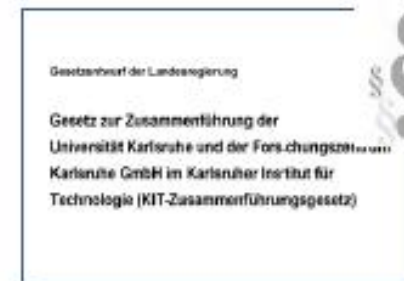 Gesetzentwurf der Landesregierung
Gesetz zur Zusammenführung der
Universität Karlsruhe und der Forschungszentrum
Karlsruhe GmbH im Karlsruher Institut für
Technologie (KIT-Zusammenführungsgesetz)
§
§